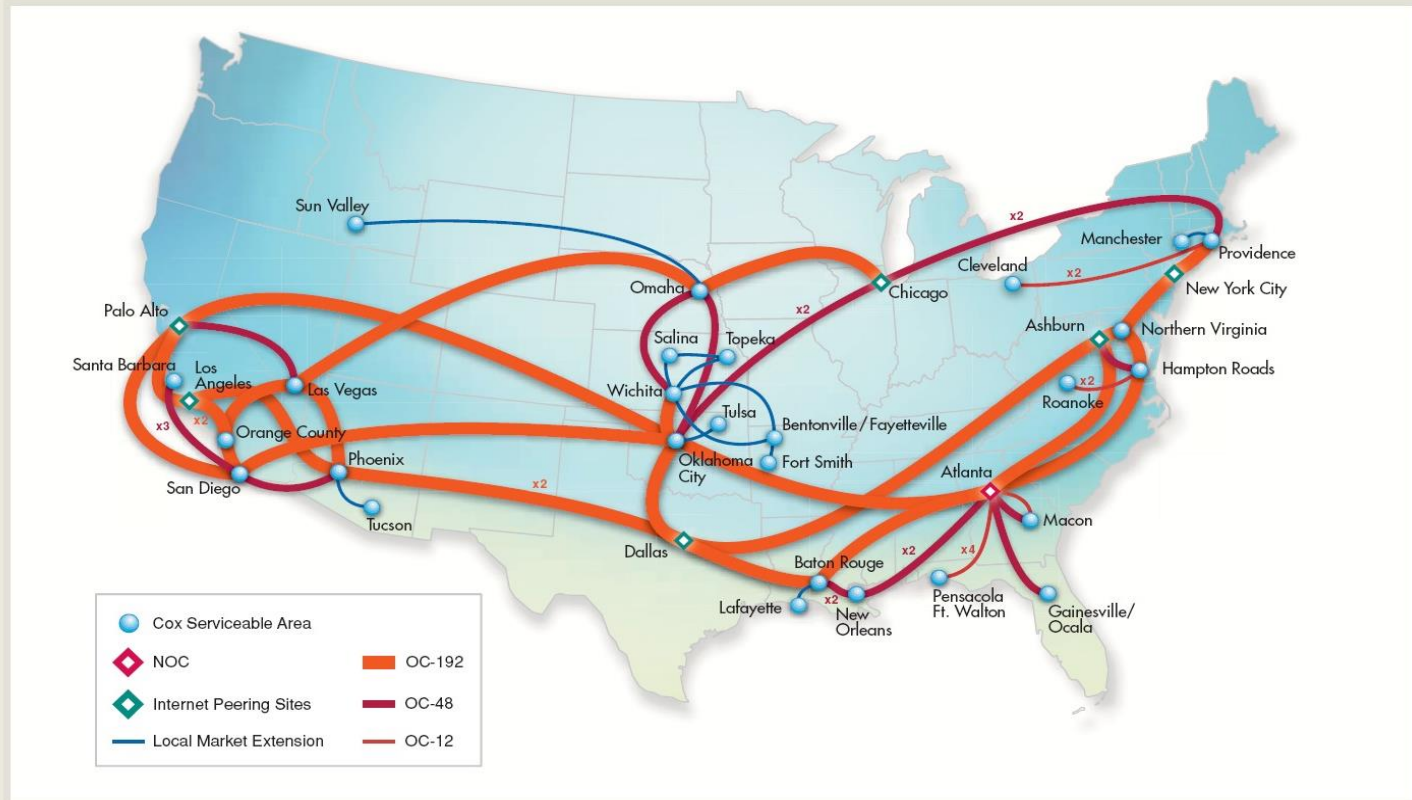 Sun Valley
x2
Manchester
Providence
Cleveland
x2
Omaha
Chicago
New York City
Palo Alto
x2
Ashburn
Northern Virginia
Salina
Topeka
Santa Barbara
Los
Angeles
Las Vegas
Wichita
Hampton Roads
x2
Roanoke
Tulsa
x3
x2
Orange County
Bentonville/Fayetteville
Phoenix
Oklahoma
City
Fort Smith
San Diego
x2
Atlanta
Tucson
Macon
Dallas
x2
x4
Baton Rouge
Lafayette
x2
New
Orleans
Pensacola
Ft. Walton
Gainesville/
Ocala
Cox Serviceable Area
NOC
OC-192
Internet Peering Sites
OC-48
Local Market Extension
OC-12